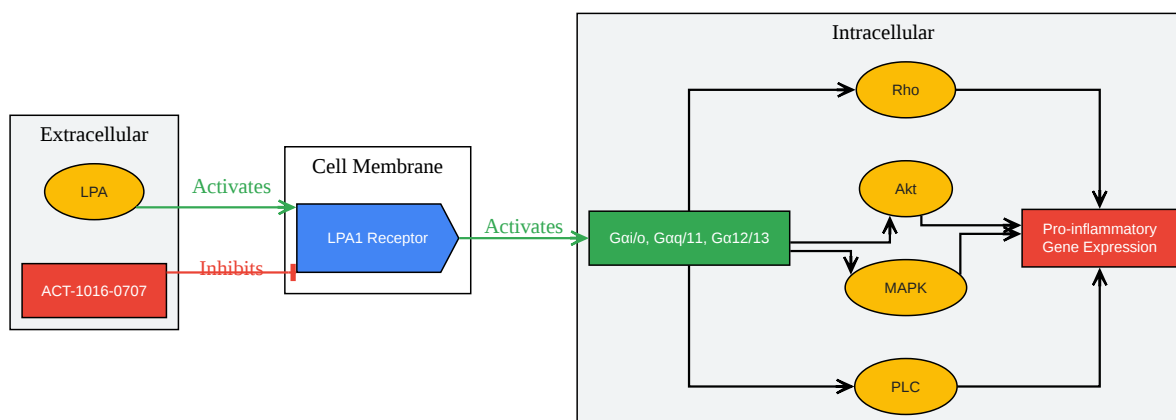 Intracellular
Rho
Extracellular
Cell Membrane
LPA
Activates
Akt
LPA1 Receptor
Activates
Gαi/o, Gαq/11, Gα12/13
Pro-inflammatory
Gene Expression
Inhibits
ACT-1016-0707
MAPK
PLC